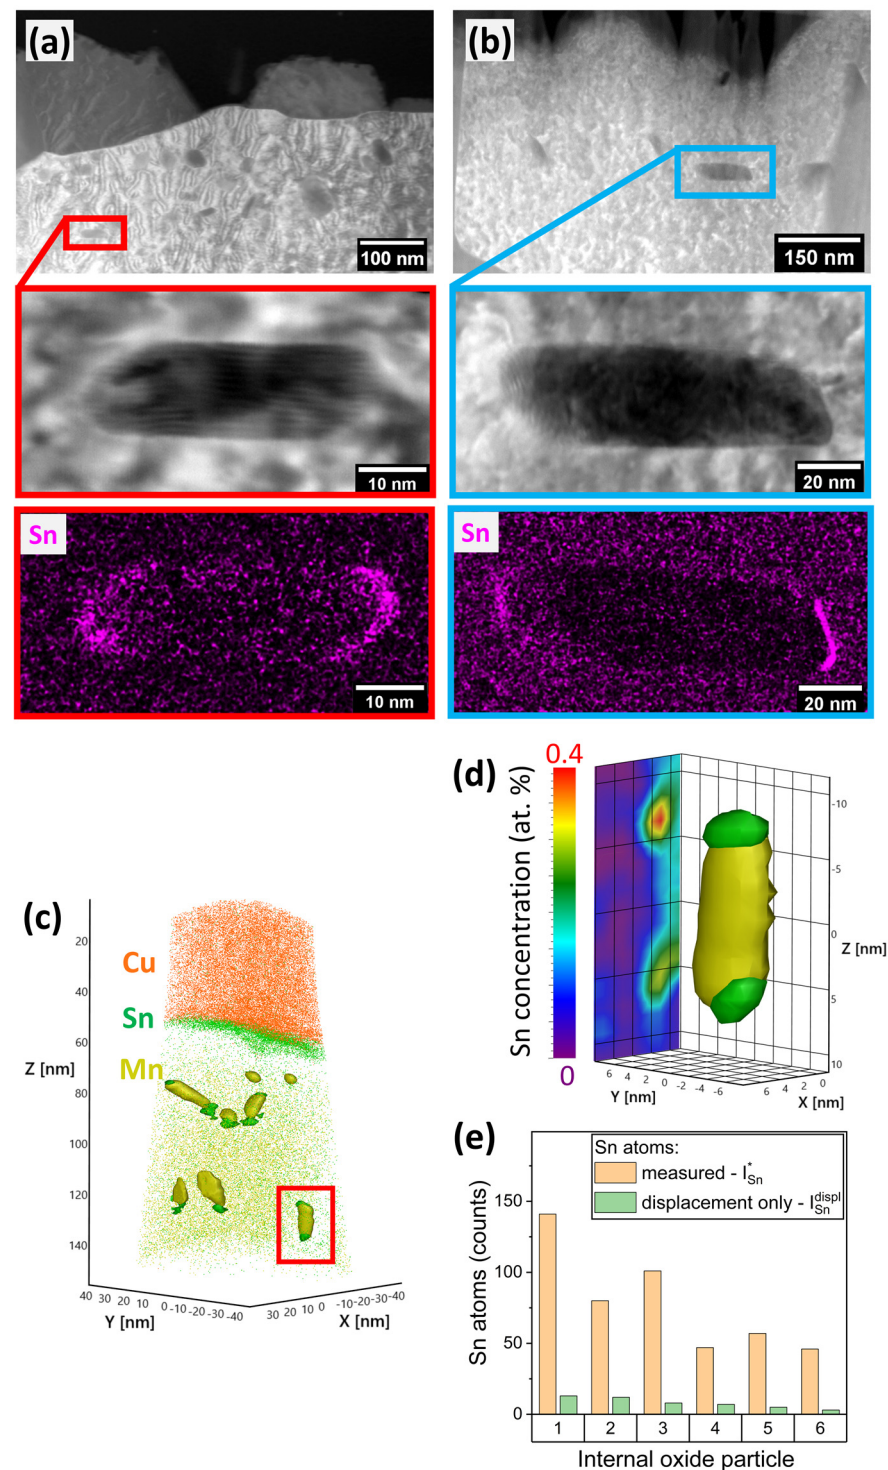 (a)
100 nm
(b)
150 nm
10 nm
20 nm
Sn
10 nm
Sn
20 nm
(c)
Cu
Sn
Mn
20
40
60
Z [nm]
80
100
120
140
40 30 20 10 0 -10 -20 -30 -40
Y [nm]
30 20 10 0 -10 -20 -30 -40
X [nm]
(d)
0.4
Sn concentration (at. %)
0
-10
-5
0
Z [nm]
5
10
6 4 2 0 -2 -4 -6
Y [nm]
6 4 2 0
X [nm]
(e)
Sn atoms:
measured - I*Sn
displacement only - IdisplSn
Sn atoms (counts)
150
100
50
0
1 2 3 4 5 6
Internal oxide particle